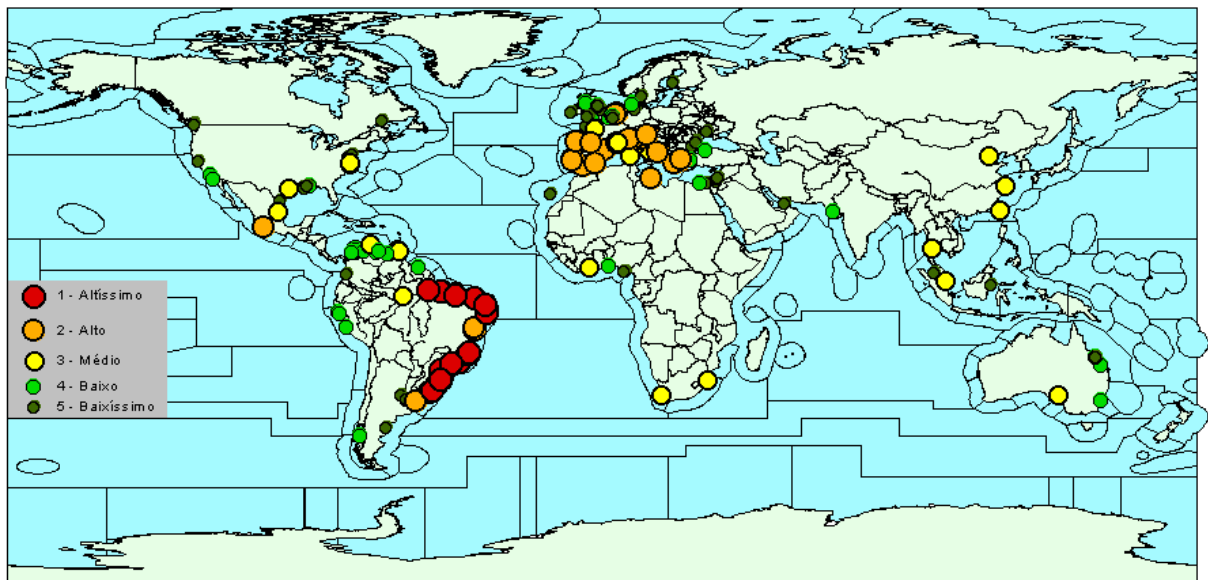 1 - Altíssimo
2 - Alto
3 - Médio
4 - Baixo
5 - Baixíssimo